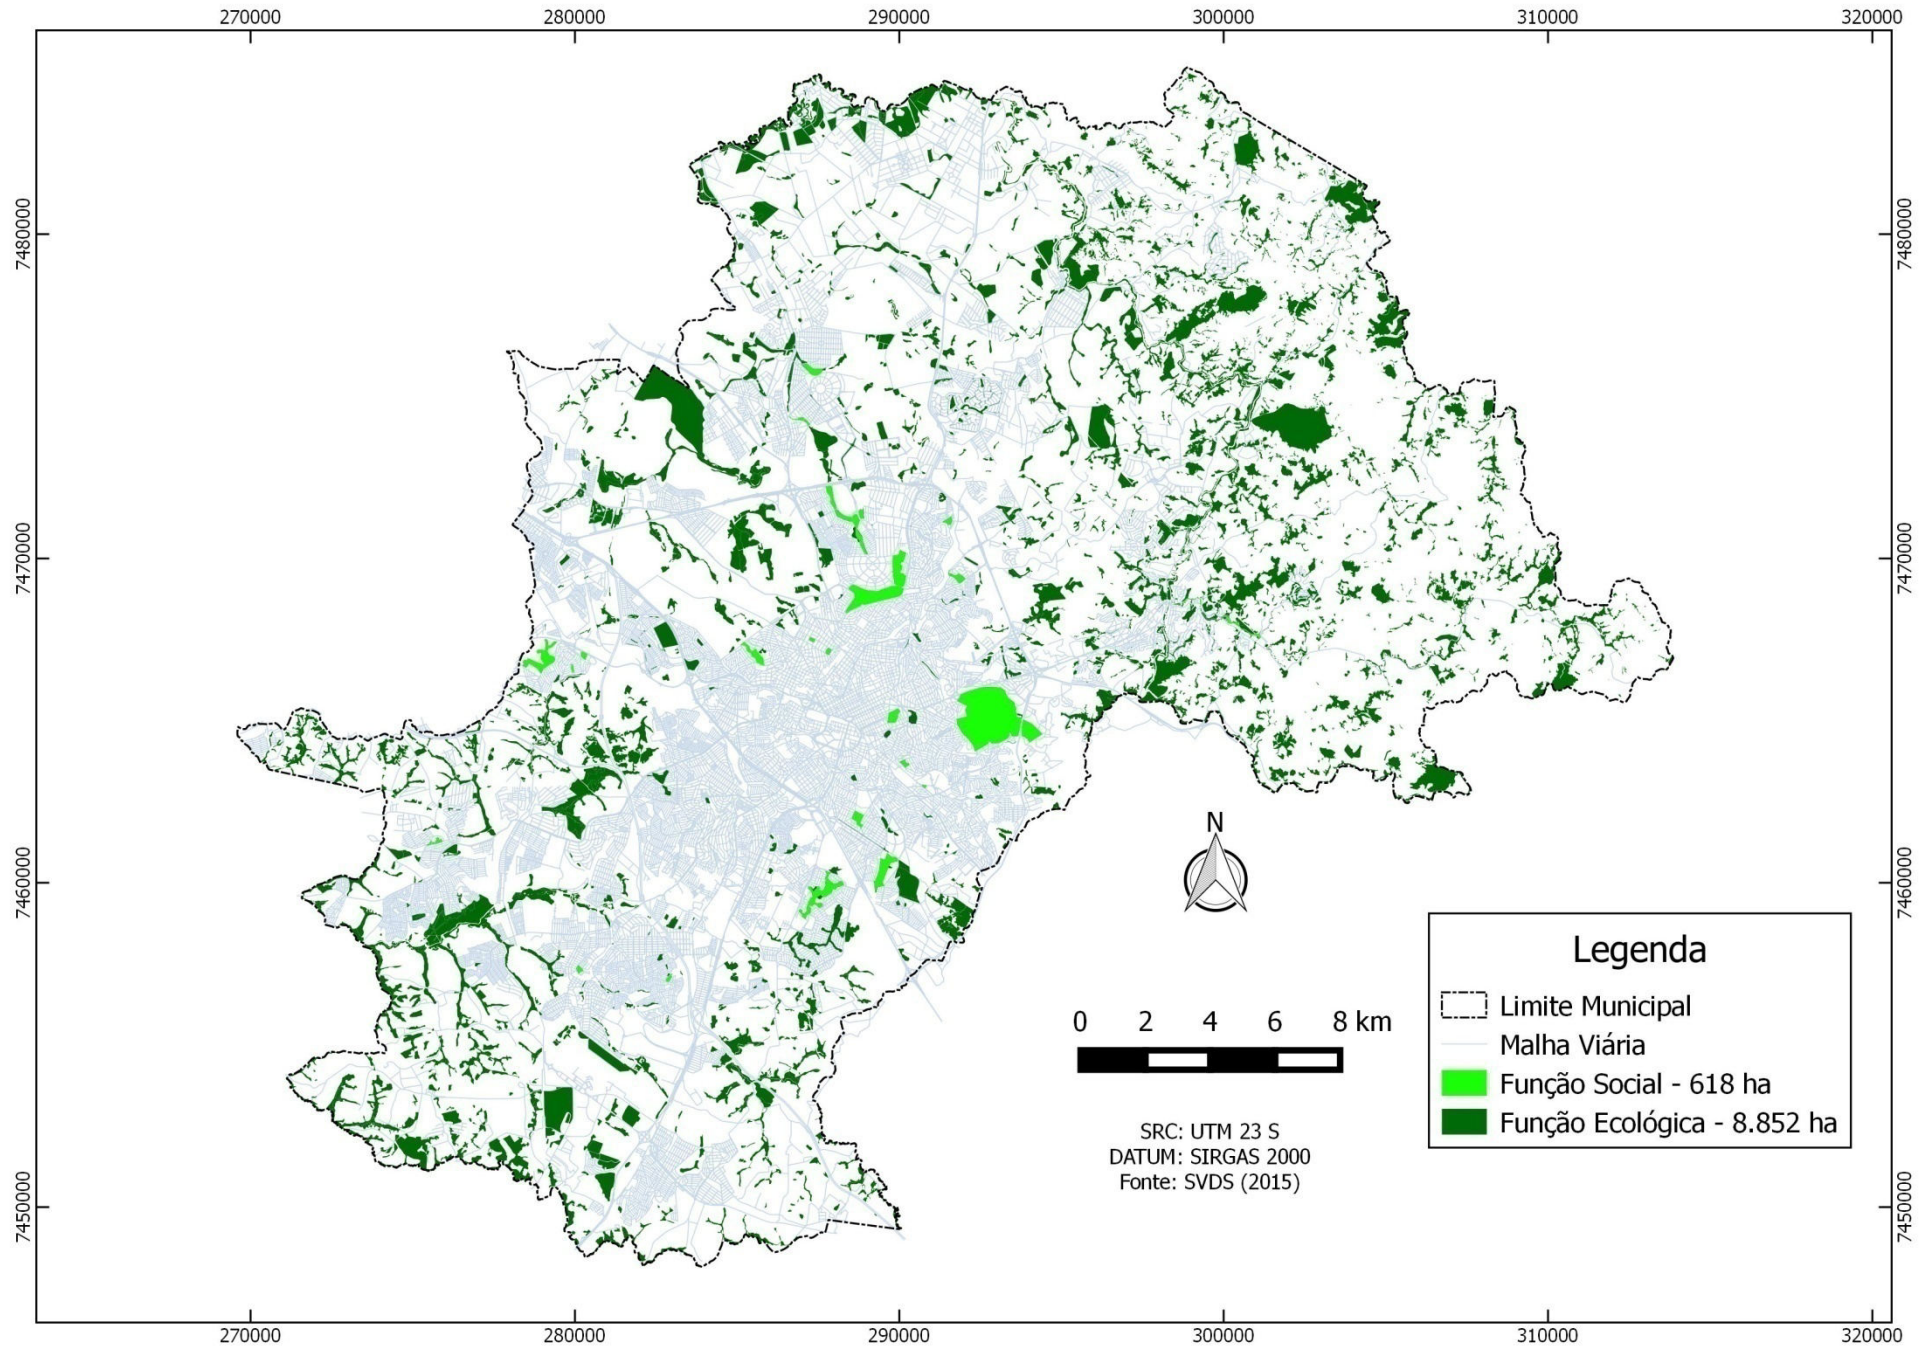 270000
280000
290000
300000
310000
320000
7480000
7480000
7470000
7470000
7460000
7460000
7450000
7450000
N
0 2 4 6 8 km
SRC: UTM 23 S
DATUM: SIRGAS 2000
Fonte: SVDS (2015)
Legenda
Limite Municipal
Malha Viária
Função Social - 618 ha
Função Ecológica - 8.852 ha
270000
280000
290000
300000
310000
320000